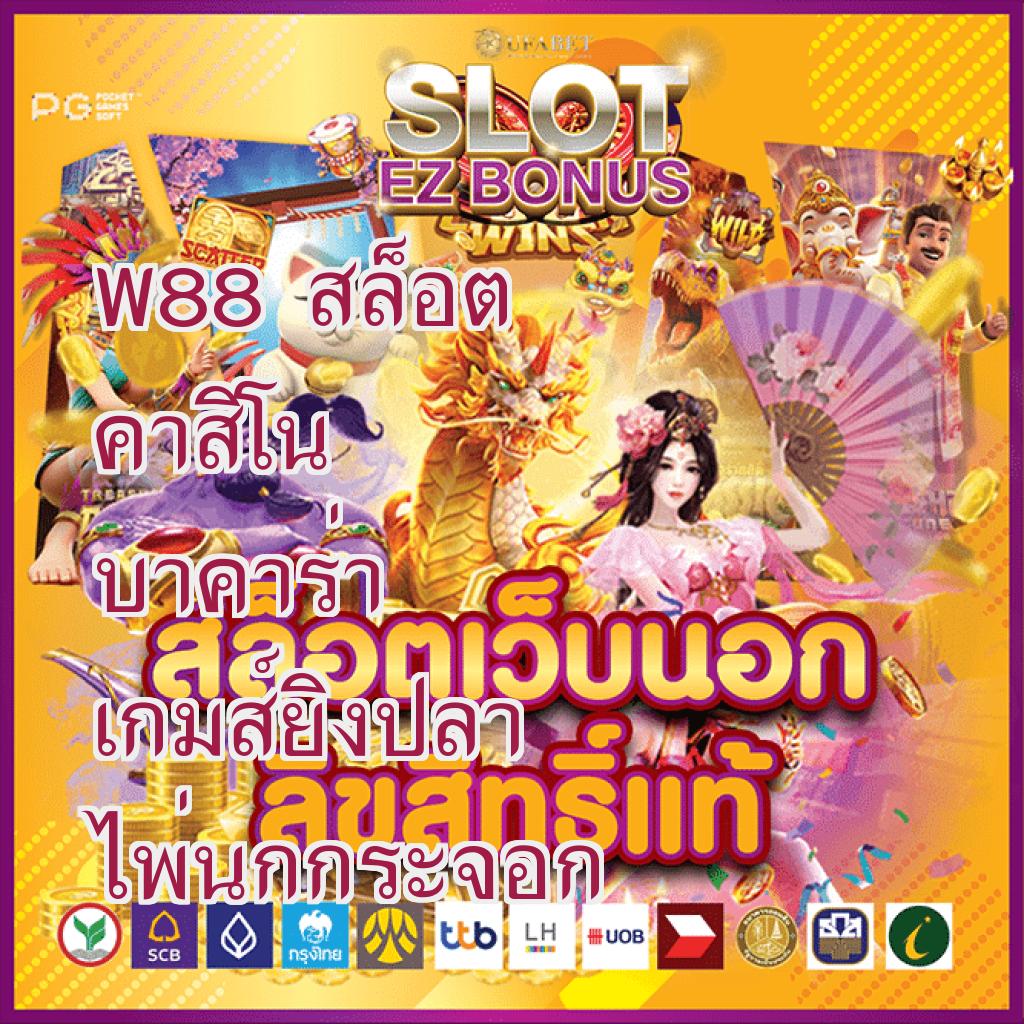 UFABET
PG POCKET GAMES SOFT
SLOT
EZ BONUS
WINS
WILD
SCATTER
W88 สล็อต
คาสิโน
บาคาร่า
สล็อตเว็บนอก
เกมส์ยิงปลา
ลิขสิทธิ์แท้
ไพ่นกกระจอก
SCB
กรุงไทย
ttb
LH
UOB